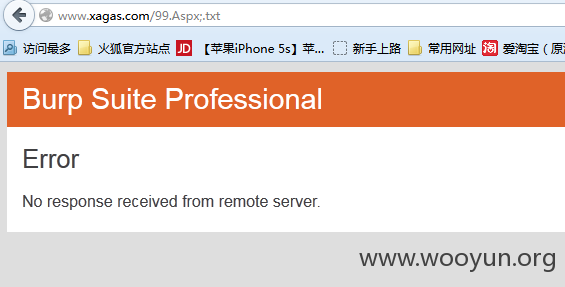 www.xagas.com/99.Aspx;.txt
访问最多 火狐官方站点 JD 【苹果iPhone 5s】苹... 新手上路 常用网址 淘 爱淘宝（原
Burp Suite Professional
Error
No response received from remote server.
www.wooyun.org